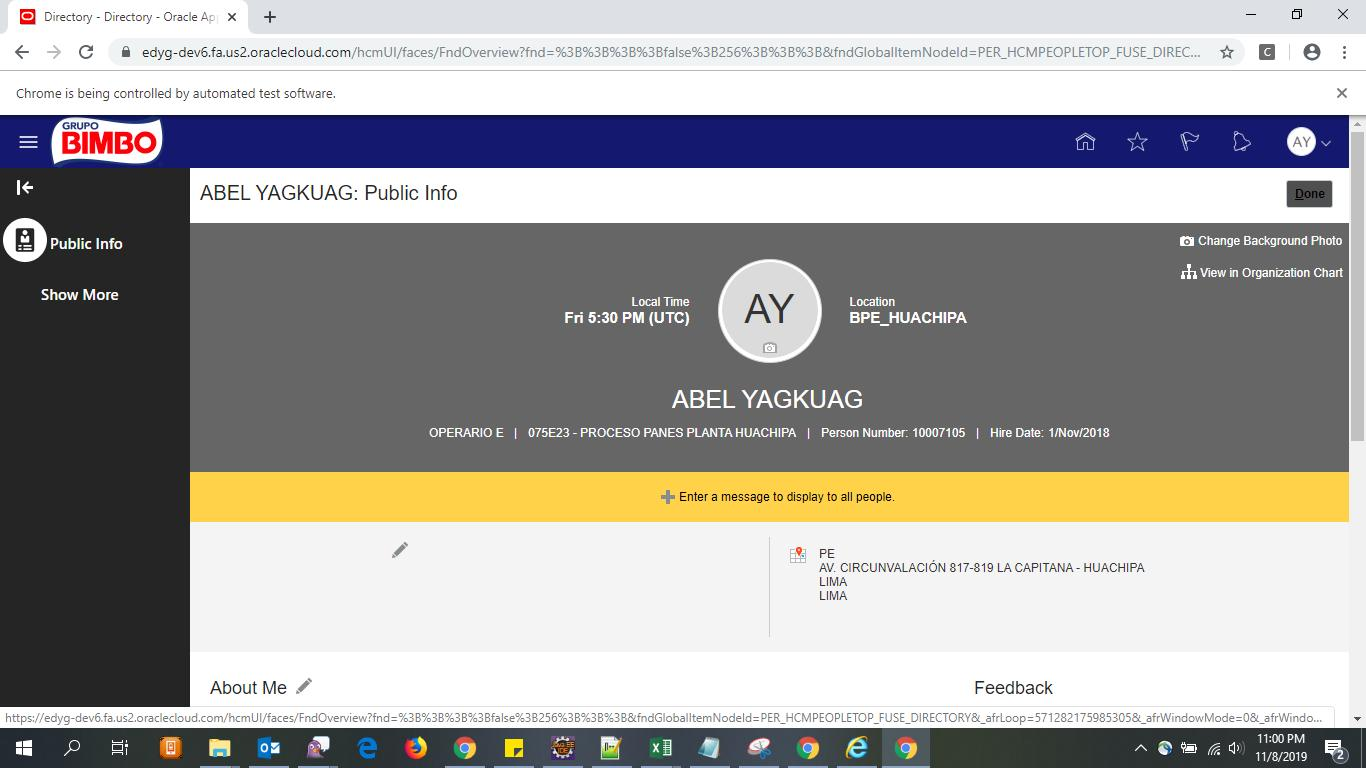 Directory - Directory - Oracle Ap
edyg-dev6.fa.us2.oraclecloud.com/hcmUI/faces/FndOverview?fnd=%3B%3B%3B%3Bfalse%3B256%3B%3B%3B&fndGlobalItemNodeId=PER_HCMPEOPLETOP_FUSE_DIREC...
C
Chrome is being controlled by automated test software.
GRUPO
BIMBO
AY
ABEL YAGKUAG: Public Info
Done
Public Info
Show More
Change Background Photo
View in Organization Chart
Local Time
Fri 5:30 PM (UTC)
AY
Location
BPE_HUACHIPA
ABEL YAGKUAG
OPERARIO E | 075E23 - PROCESO PANES PLANTA HUACHIPA | Person Number: 10007105 | Hire Date: 1/Nov/2018
Enter a message to display to all people.
PE
AV. CIRCUNVALACIÓN 817-819 LA CAPITANA - HUACHIPA
LIMA
LIMA
About Me
Feedback
https://edyg-dev6.fa.us2.oraclecloud.com/hcmUI/faces/FndOverview?fnd=%3B%3B%3B%3Bfalse%3B256%3B%3B%3B&fndGlobalItemNodeId=PER_HCMPEOPLETOP_FUSE_DIRECTORY&_afrLoop=571282175985305&_afrWindowMode=0&_afrWindo...
11:00 PM
11/8/2019
2